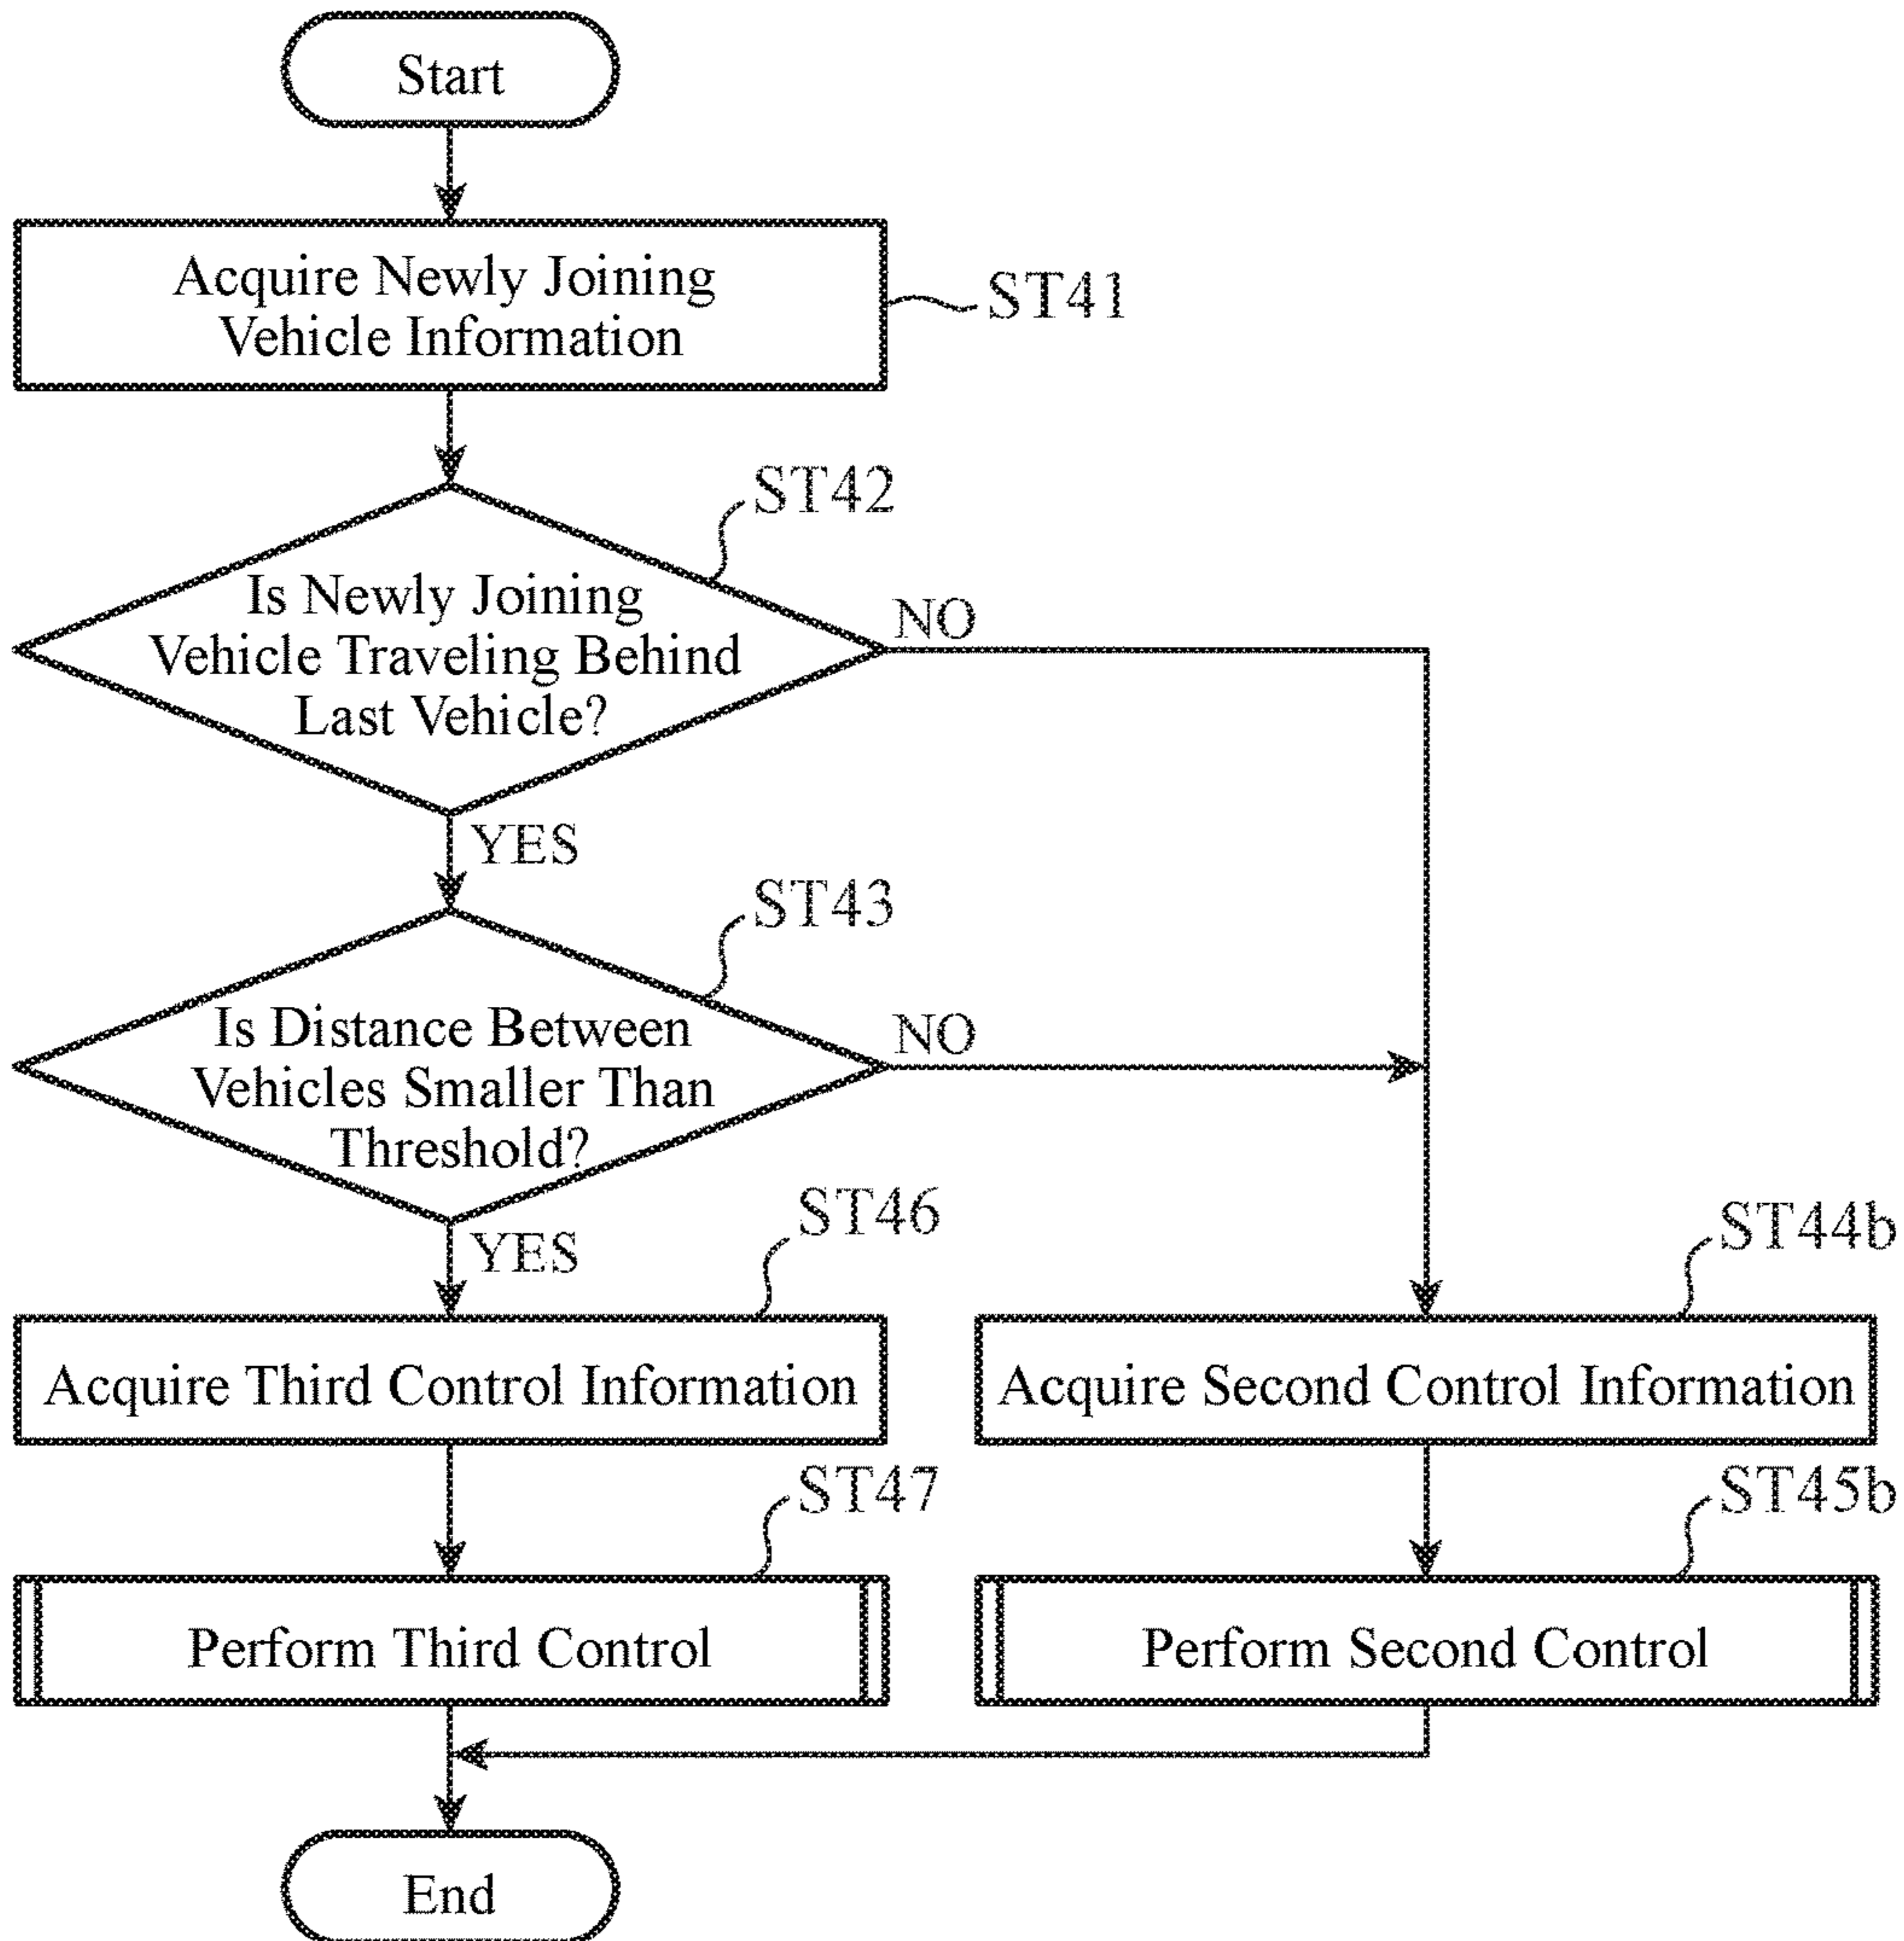 Start
Acquire Newly Joining
Vehicle Information
ST41
ST42
Is Newly Joining
Vehicle Traveling Behind
Last Vehicle?
NO
YES
ST43
Is Distance Between
Vehicles Smaller Than
Threshold?
NO
YES
ST46
Acquire Third Control Information
ST44b
Acquire Second Control Information
ST47
Perform Third Control
ST45b
Perform Second Control
End